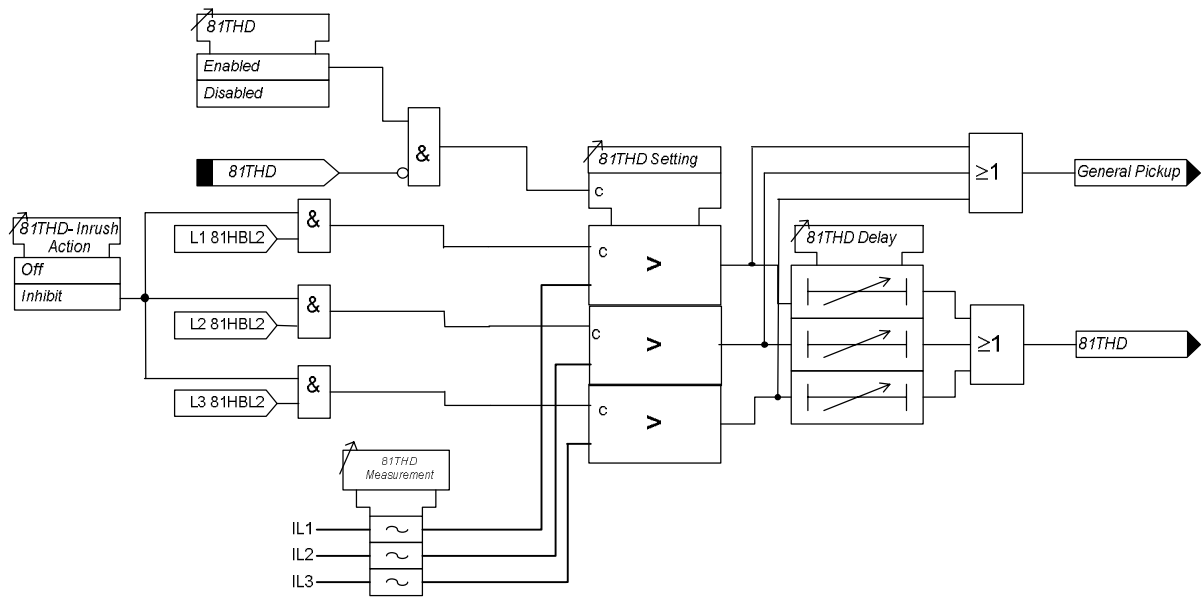 81THD
Enabled
Disabled
&
81THD
81THD Setting
c
≥1
General Pickup
81THD- Inrush
Action
Off
Inhibit
&
L1 81HBL2
c
>
81THD Delay
&
L2 81HBL2
c
>
≥1
81THD
&
L3 81HBL2
c
>
81THD
Measurement
IL1
~
IL2
~
IL3
~